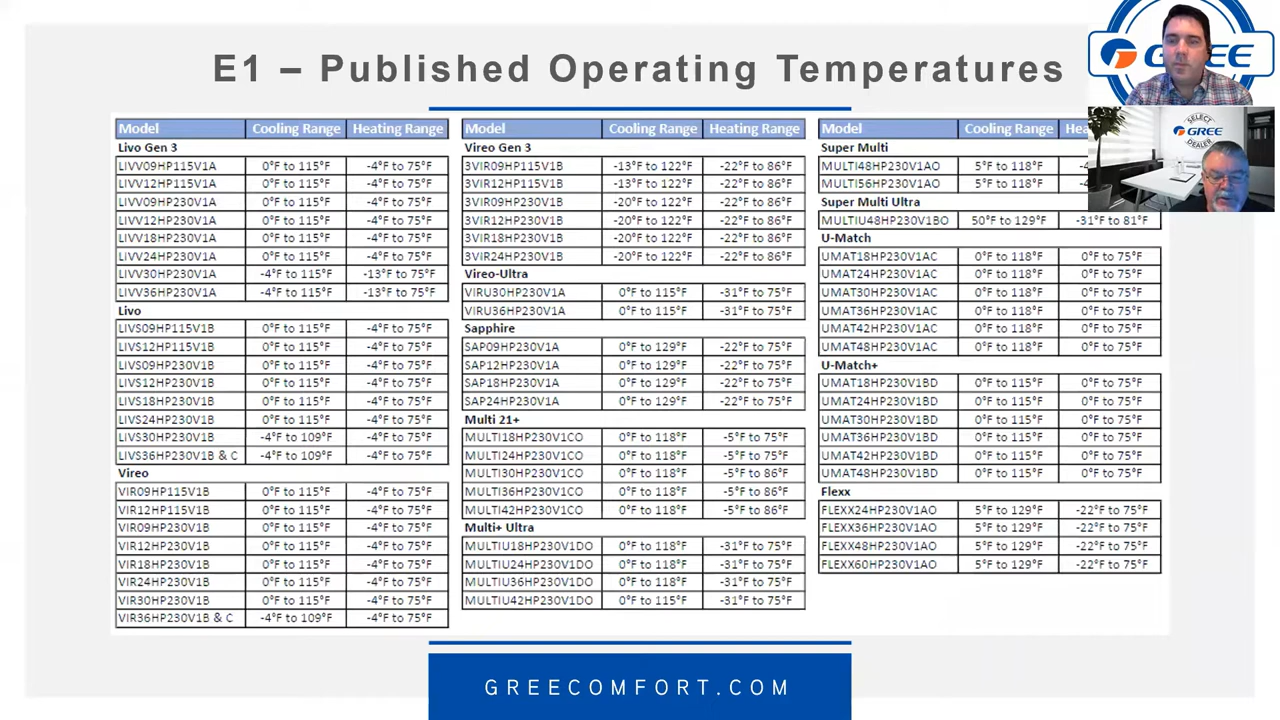 E1 – Published Operating Temperatures
GREE
SELECT
GREE
DEALER
Model Cooling Range Heating Range
Livo Gen 3
LIVV09HP115V1A 0°F to 115°F -4°F to 75°F
LIVV12HP115V1A 0°F to 115°F -4°F to 75°F
LIVV09HP230V1A 0°F to 115°F -4°F to 75°F
LIVV12HP230V1A 0°F to 115°F -4°F to 75°F
LIVV18HP230V1A 0°F to 115°F -4°F to 75°F
LIVV24HP230V1A 0°F to 115°F -4°F to 75°F
LIVV30HP230V1A -4°F to 115°F -13°F to 75°F
LIVV36HP230V1A -4°F to 115°F -13°F to 75°F
Livo
LIVS09HP115V1B 0°F to 115°F -4°F to 75°F
LIVS12HP115V1B 0°F to 115°F -4°F to 75°F
LIVS09HP230V1B 0°F to 115°F -4°F to 75°F
LIVS12HP230V1B 0°F to 115°F -4°F to 75°F
LIVS18HP230V1B 0°F to 115°F -4°F to 75°F
LIVS24HP230V1B 0°F to 115°F -4°F to 75°F
LIVS30HP230V1B -4°F to 109°F -4°F to 75°F
LIVS36HP230V1B & C -4°F to 109°F -4°F to 75°F
Vireo
VIR09HP115V1B 0°F to 115°F -4°F to 75°F
VIR12HP115V1B 0°F to 115°F -4°F to 75°F
VIR09HP230V1B 0°F to 115°F -4°F to 75°F
VIR12HP230V1B 0°F to 115°F -4°F to 75°F
VIR18HP230V1B 0°F to 115°F -4°F to 75°F
VIR24HP230V1B 0°F to 115°F -4°F to 75°F
VIR30HP230V1B 0°F to 115°F -4°F to 75°F
VIR36HP230V1B & C -4°F to 109°F -4°F to 75°F
Model Cooling Range Heating Range
Vireo Gen 3
3VIR09HP115V1B -13°F to 122°F -22°F to 86°F
3VIR12HP115V1B -13°F to 122°F -22°F to 86°F
3VIR09HP230V1B -20°F to 122°F -22°F to 86°F
3VIR12HP230V1B -20°F to 122°F -22°F to 86°F
3VIR18HP230V1B -20°F to 122°F -22°F to 86°F
3VIR24HP230V1B -20°F to 122°F -22°F to 86°F
Vireo-Ultra
VIRU30HP230V1A 0°F to 115°F -31°F to 75°F
VIRU36HP230V1A 0°F to 115°F -31°F to 75°F
Sapphire
SAP09HP230V1A 0°F to 129°F -22°F to 75°F
SAP12HP230V1A 0°F to 129°F -22°F to 75°F
SAP18HP230V1A 0°F to 129°F -22°F to 75°F
SAP24HP230V1A 0°F to 129°F -22°F to 75°F
Multi 21+
MULTI18HP230V1CO 0°F to 118°F -5°F to 75°F
MULTI24HP230V1CO 0°F to 118°F -5°F to 75°F
MULTI30HP230V1CO 0°F to 118°F -5°F to 86°F
MULTI36HP230V1CO 0°F to 118°F -5°F to 86°F
MULTI42HP230V1CO 0°F to 118°F -5°F to 86°F
Multi+ Ultra
MULTIU18HP230V1DO 0°F to 118°F -31°F to 75°F
MULTIU24HP230V1DO 0°F to 118°F -31°F to 75°F
MULTIU36HP230V1DO 0°F to 118°F -31°F to 75°F
MULTIU42HP230V1DO 0°F to 115°F -31°F to 75°F
Model Cooling Range
Super Multi
MULTI48HP230V1AO 5°F to 118°F
MULTI56HP230V1AO 5°F to 118°F
Super Multi Ultra
MULTIU48HP230V1BO 50°F to 129°F -31°F to 81°F
U-Match
UMAT18HP230V1AC 0°F to 118°F 0°F to 75°F
UMAT24HP230V1AC 0°F to 118°F 0°F to 75°F
UMAT30HP230V1AC 0°F to 118°F 0°F to 75°F
UMAT36HP230V1AC 0°F to 118°F 0°F to 75°F
UMAT42HP230V1AC 0°F to 118°F 0°F to 75°F
UMAT48HP230V1AC 0°F to 118°F 0°F to 75°F
U-Match+
UMAT18HP230V1BD 0°F to 115°F 0°F to 75°F
UMAT24HP230V1BD 0°F to 115°F 0°F to 75°F
UMAT30HP230V1BD 0°F to 115°F 0°F to 75°F
UMAT36HP230V1BD 0°F to 115°F 0°F to 75°F
UMAT42HP230V1BD 0°F to 115°F 0°F to 75°F
UMAT48HP230V1BD 0°F to 115°F 0°F to 75°F
Flexx
FLEXX24HP230V1AO 5°F to 129°F -22°F to 75°F
FLEXX36HP230V1AO 5°F to 129°F -22°F to 75°F
FLEXX48HP230V1AO 5°F to 129°F -22°F to 75°F
FLEXX60HP230V1AO 5°F to 129°F -22°F to 75°F
GREECOMFORT.COM